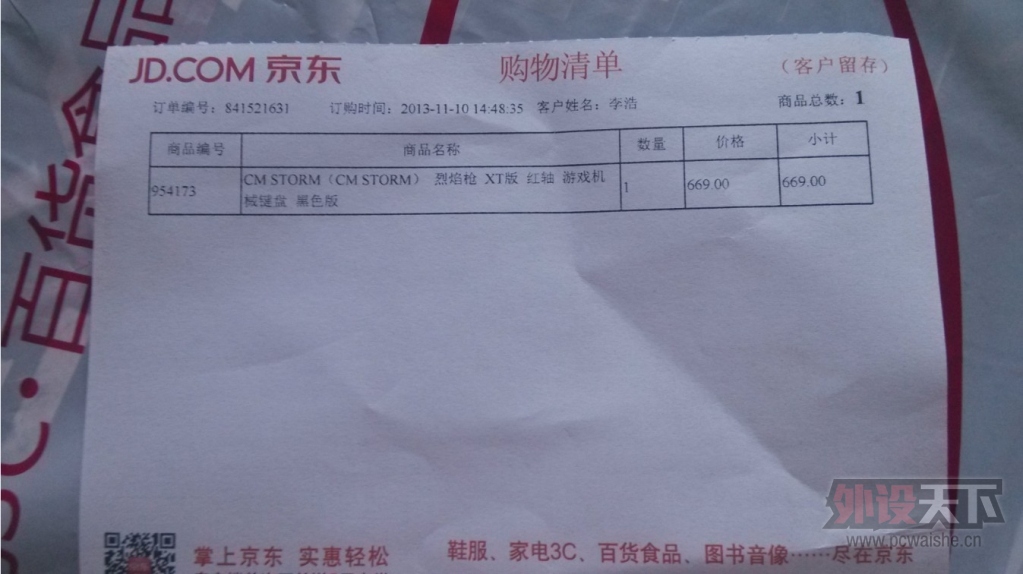 JD.COM 京东 购物清单 (客户留存)
订单编号：841521631 订购时间：2013-11-10 14:48:35 客户姓名：李浩 商品总数：1
商品编号 商品名称 数量 价格 小计
954173 CM STORM（CM STORM） 烈焰枪 XT版 红轴 游戏机 1 669.00 669.00
械键盘 黑色版
掌上京东 实惠轻松 鞋服、家电3C、百货食品、图书音像……尽在京东
3C·百货食品
外设天下
www.pcwaishe.cn